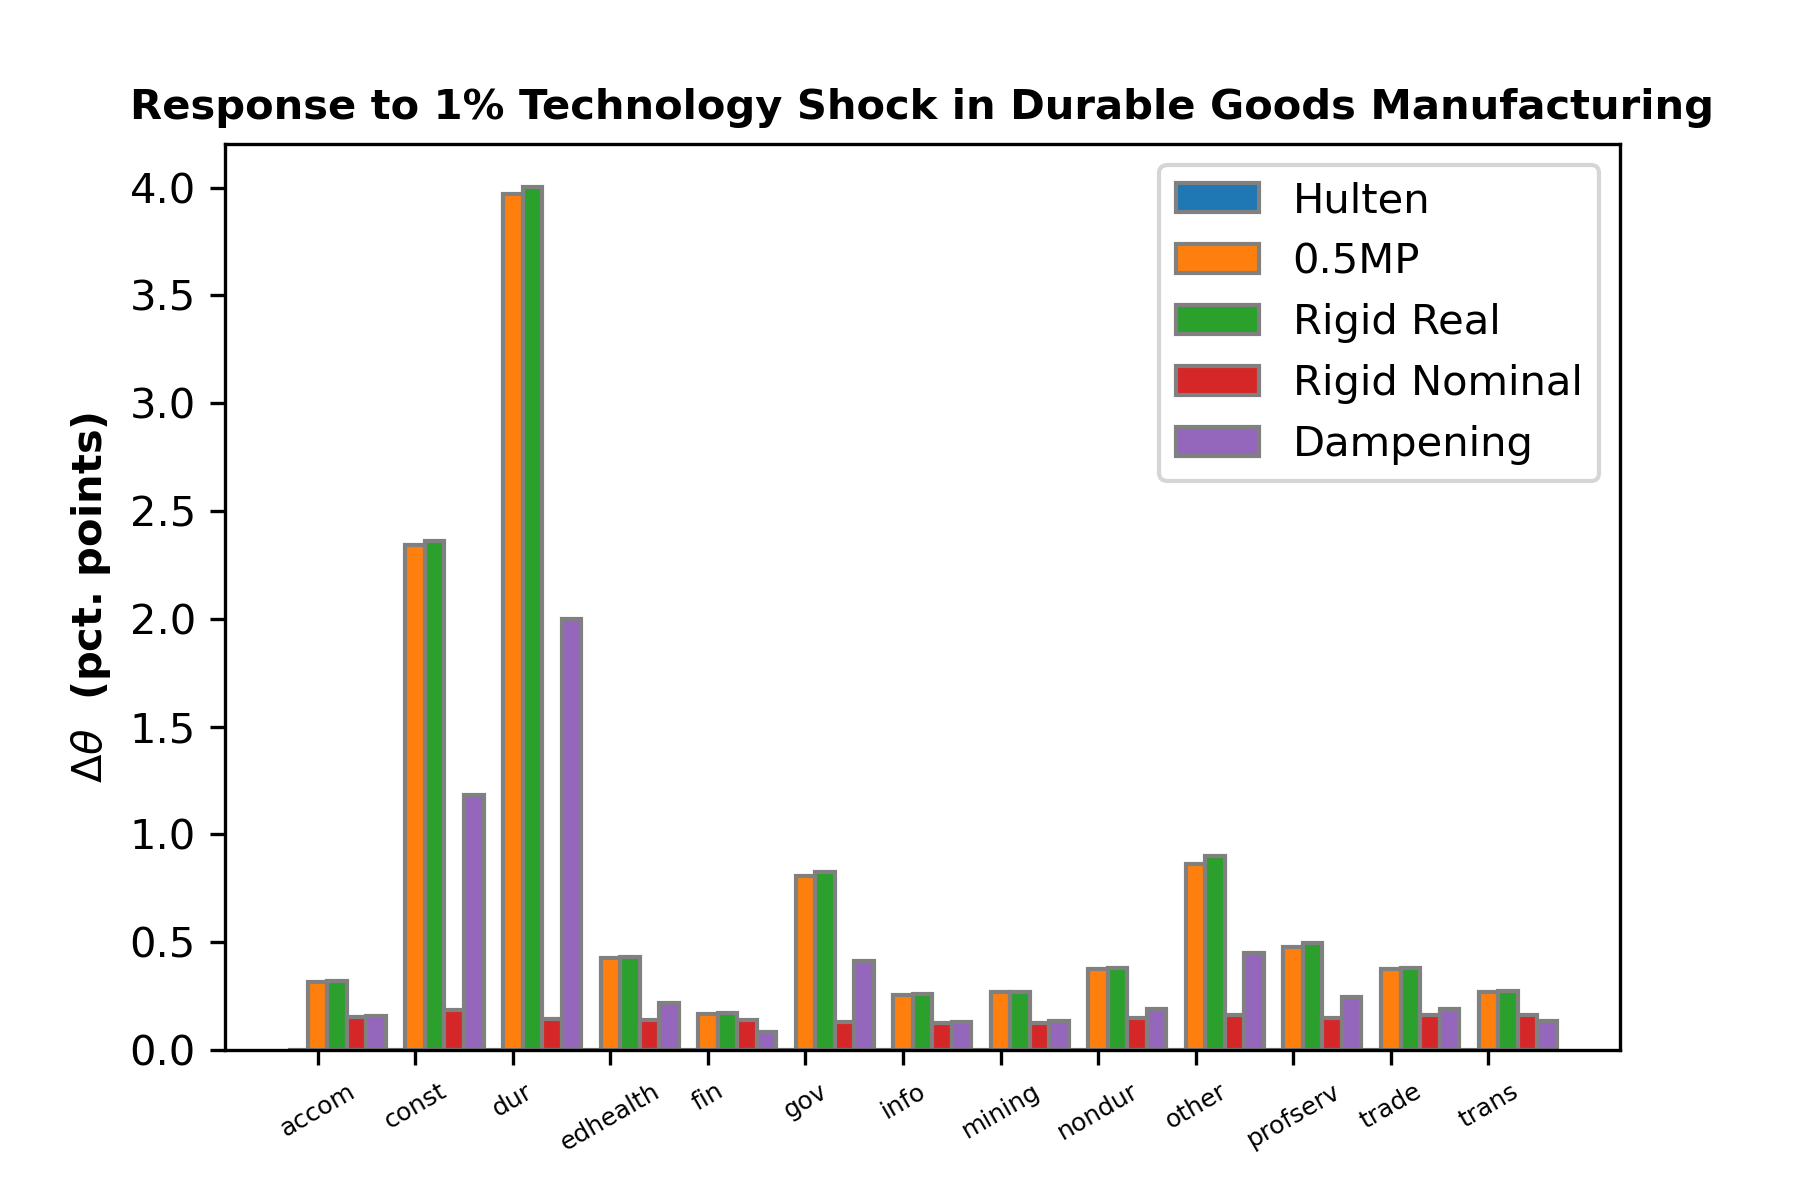 Response to 1% Technology Shock in Durable Goods Manufacturing
Δθ (pct. points)
4.0
3.5
3.0
2.5
2.0
1.5
1.0
0.5
0.0
Hulten
0.5MP
Rigid Real
Rigid Nominal
Dampening
accom
const
dur
edhealth
fin
gov
info
mining
nondur
other
profserv
trade
trans